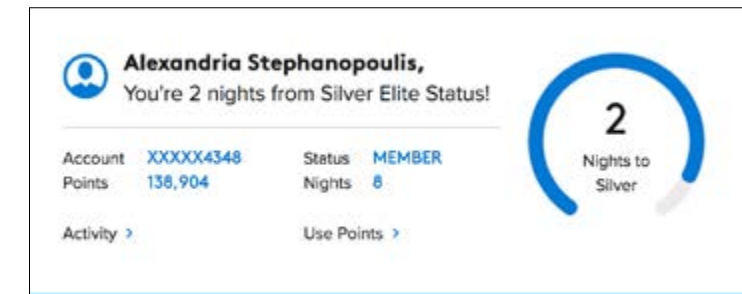 Alexandria Stephanopoulis,
You're 2 nights from Silver Elite Status!
Account XXXXX4348 Status MEMBER
Points 138,904 Nights 8
Activity > Use Points >
2
Nights to
Silver